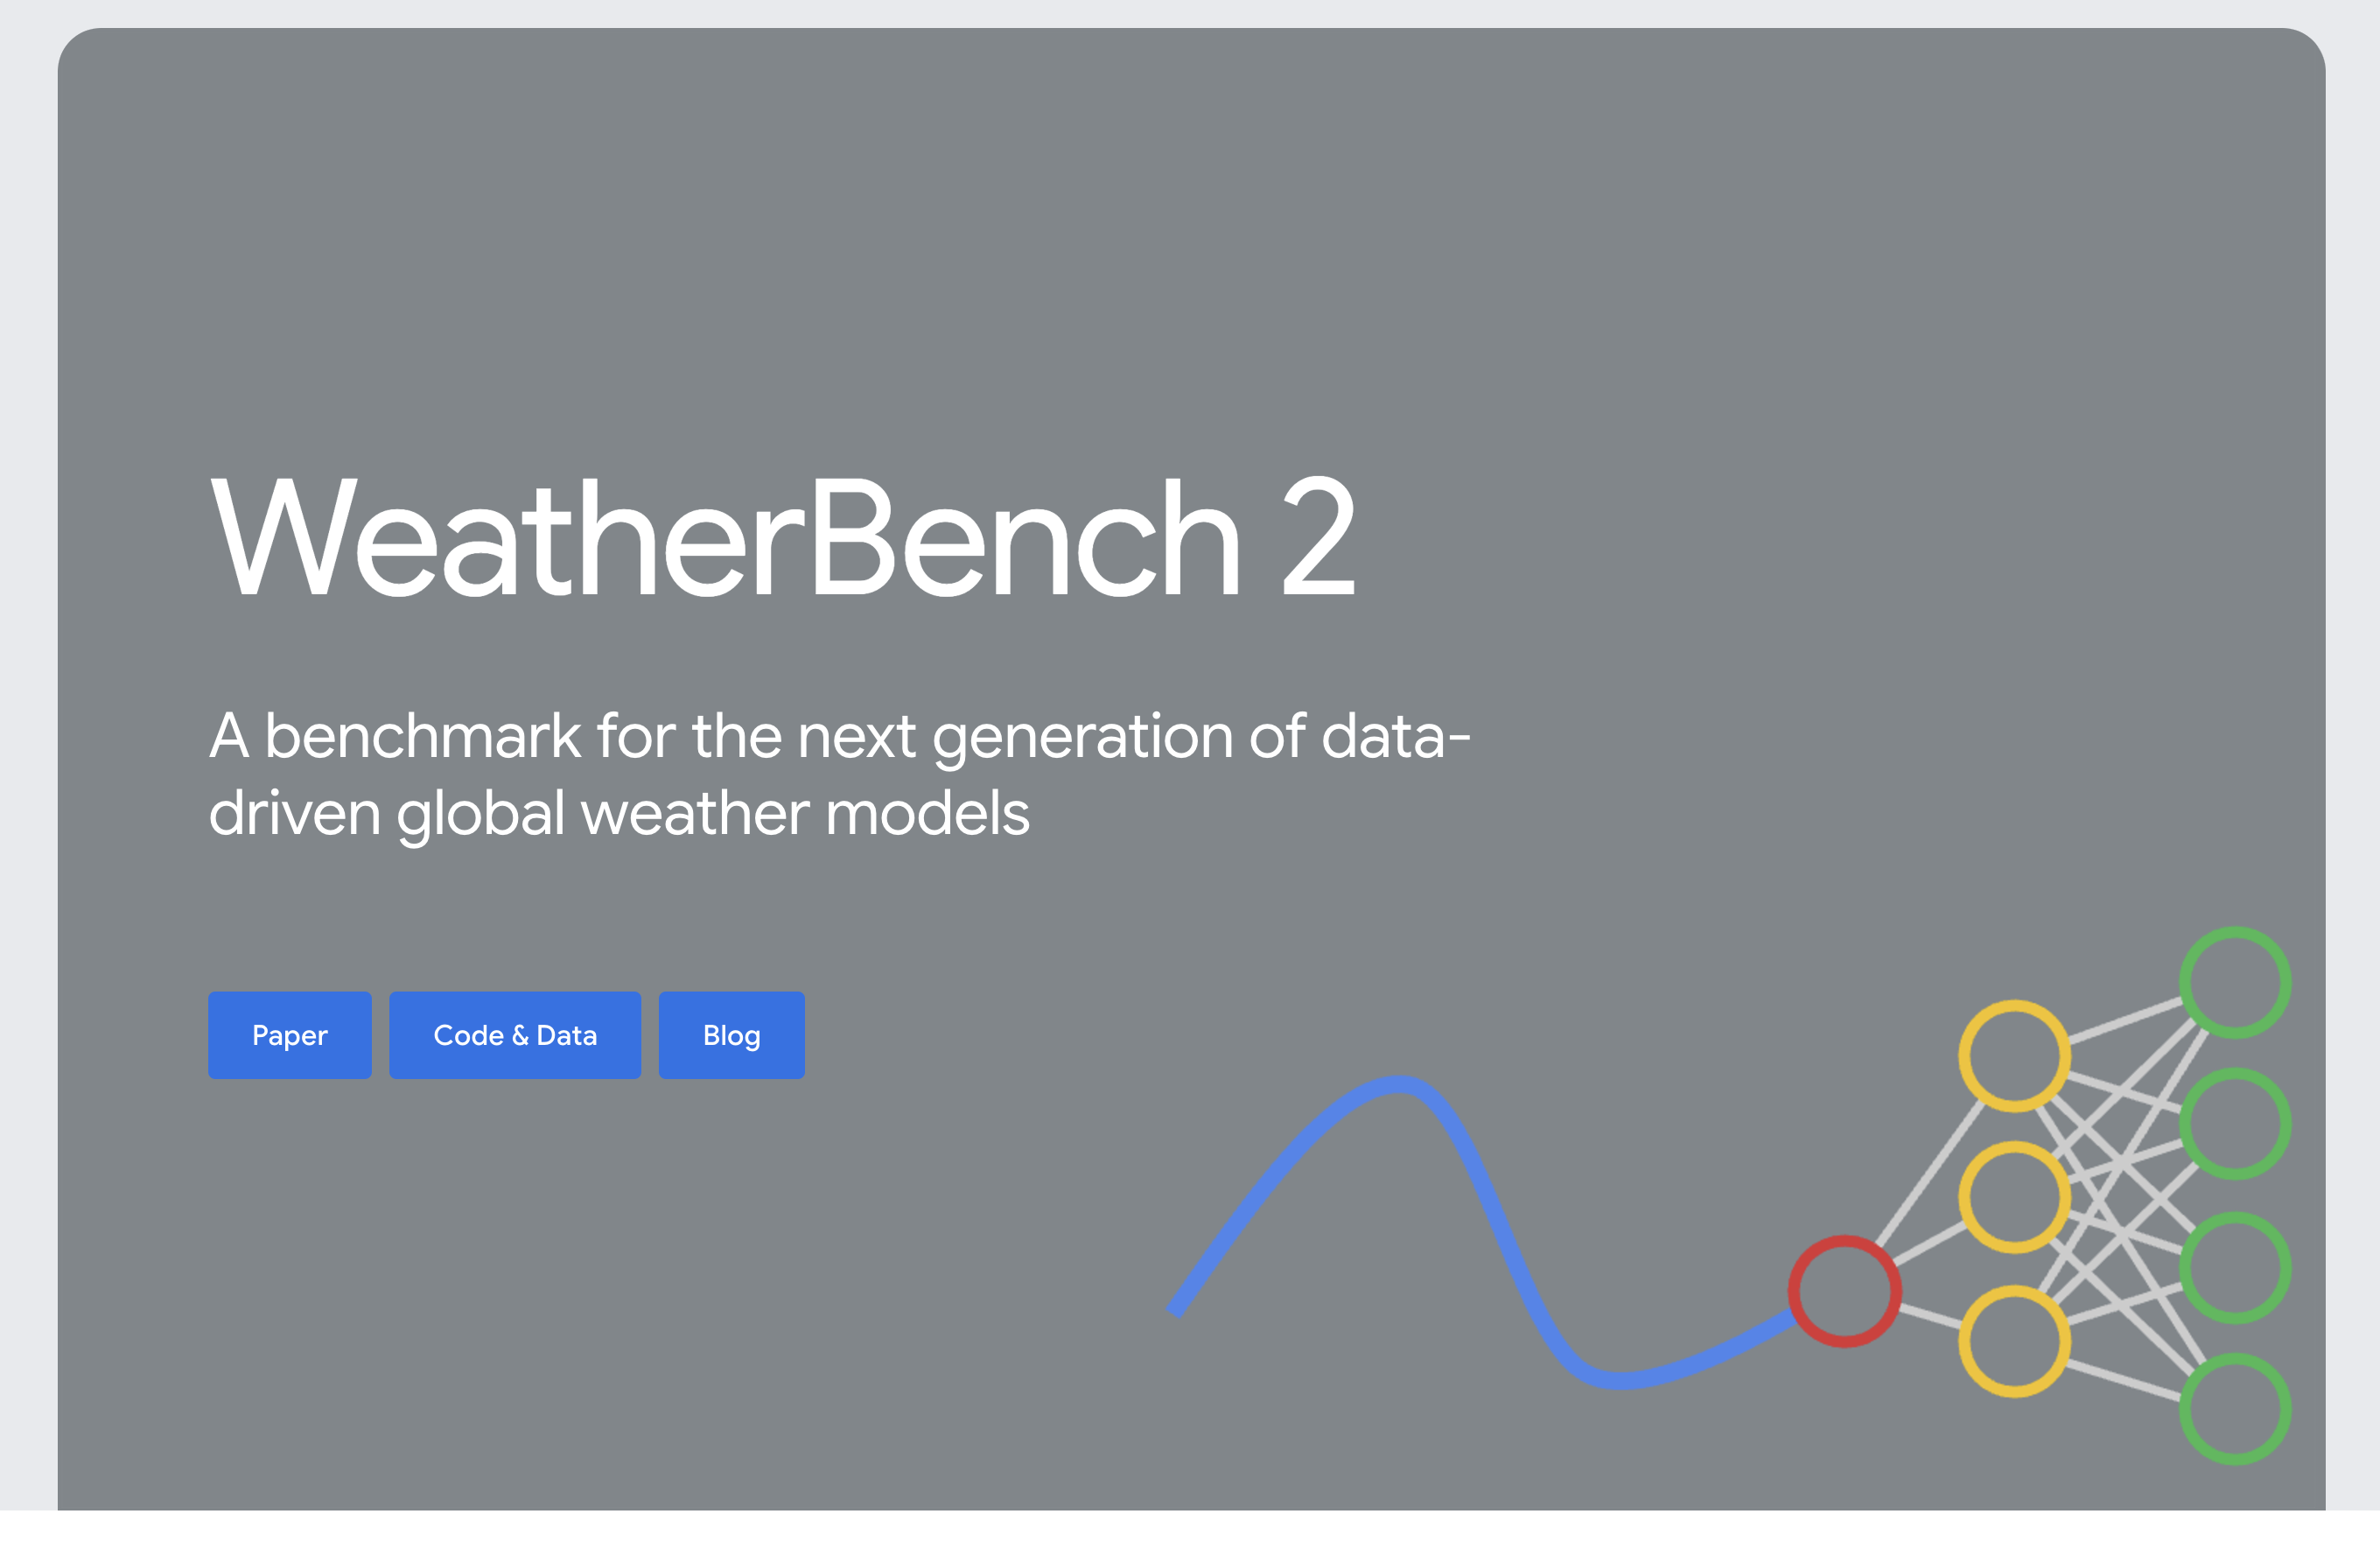 WeatherBench 2
A benchmark for the next generation of data-
driven global weather models
Paper
Code & Data
Blog